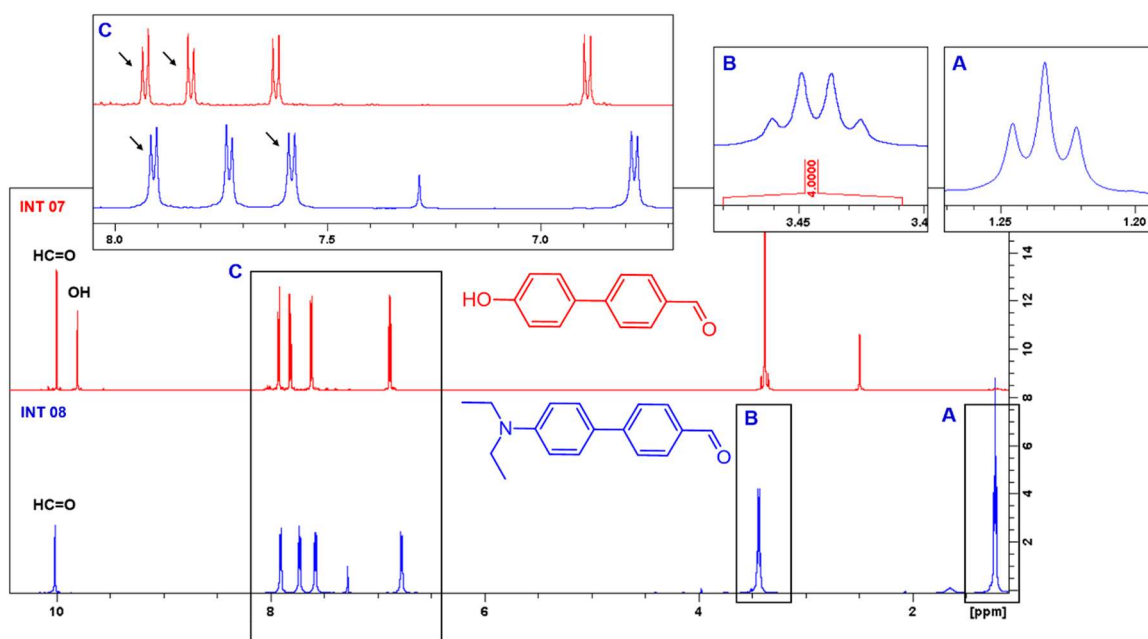 C
8.0 7.5 7.0
B
4.0000
3.45 3.4
A
1.25 1.20
INT 07
HC=O
OH
C
HO
O
14
12
10
8
INT 08
HC=O
N
O
B
A
6
4
2
10 8 6 4 2 [ppm]